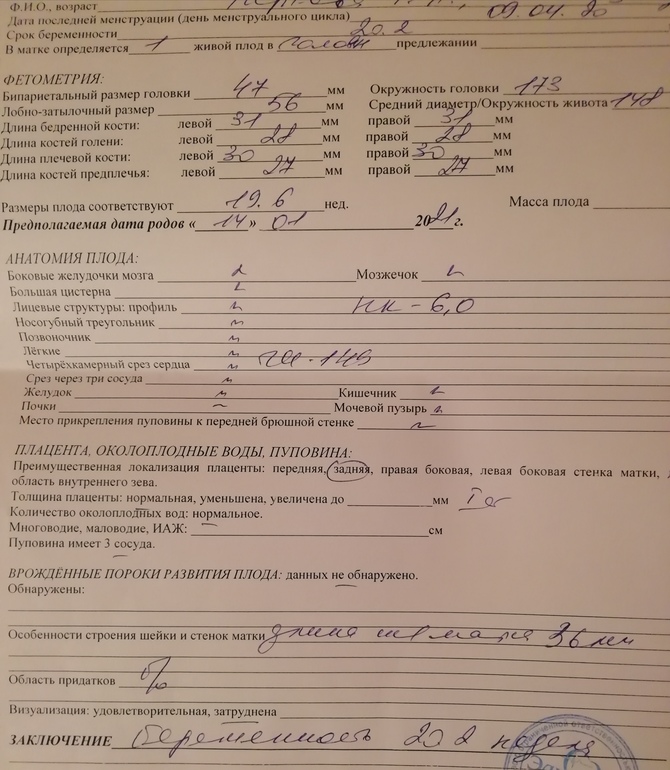 Ф.И.О., возраст
Дата последней менструации (день менструального цикла) 09.04.20
Срок беременности 20.2
В матке определяется 1 живой плод в головн предлежании
ФЕТОМЕТРИЯ:
Бипариетальный размер головки 47 мм Окружность головки 173
Лобно-затылочный размер 56 мм Средний диаметр/Окружность живота 148
Длина бедренной кости: левой 31 мм правой 31 мм
Длина костей голени: левой 28 мм правой 28 мм
Длина плечевой кости: левой 30 мм правой 30 мм
Длина костей предплечья: левой 27 мм правой 27 мм
Размеры плода соответствуют 19.6 нед. Масса плода
Предполагаемая дата родов « 14 » 01 2021 г.
АНАТОМИЯ ПЛОДА:
Боковые желудочки мозга Мозжечок
Большая цистерна
Лицевые структуры: профиль НК - 6,0
Носогубный треугольник
Позвоночник
Лёгкие
Четырёхкамерный срез сердца
Срез через три сосуда
Желудок Кишечник
Почки Мочевой пузырь
Место прикрепления пуповины к передней брюшной стенке
ПЛАЦЕНТА, ОКОЛОПЛОДНЫЕ ВОДЫ, ПУПОВИНА:
Преимущественная локализация плаценты: передняя, задняя, правая боковая, левая боковая стенка матки,
область внутреннего зева.
Толщина плаценты: нормальная, уменьшена, увеличена до мм
Количество околоплодных вод: нормальное.
Многоводие, маловодие, ИАЖ: см
Пуповина имеет 3 сосуда.
ВРОЖДЁННЫЕ ПОРОКИ РАЗВИТИЯ ПЛОДА: данных не обнаружено.
Обнаружены:
Особенности строения шейки и стенок матки длина ш матки 36 мм
Область придатков б/о
Визуализация: удовлетворительная, затруднена
ЗАКЛЮЧЕНИЕ Беременность 20 2 неделя